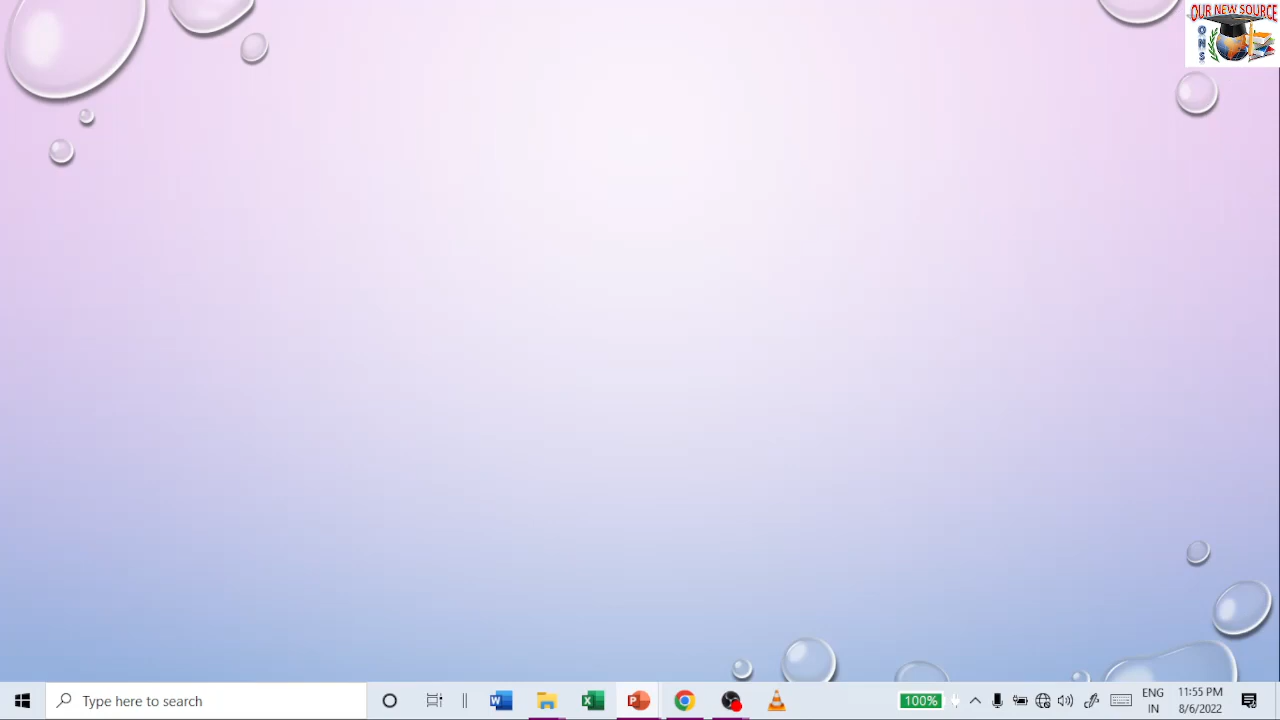 OUR NEW SOURCE
ONS
Type here to search
100%
ENG
IN
11:55 PM
8/6/2022